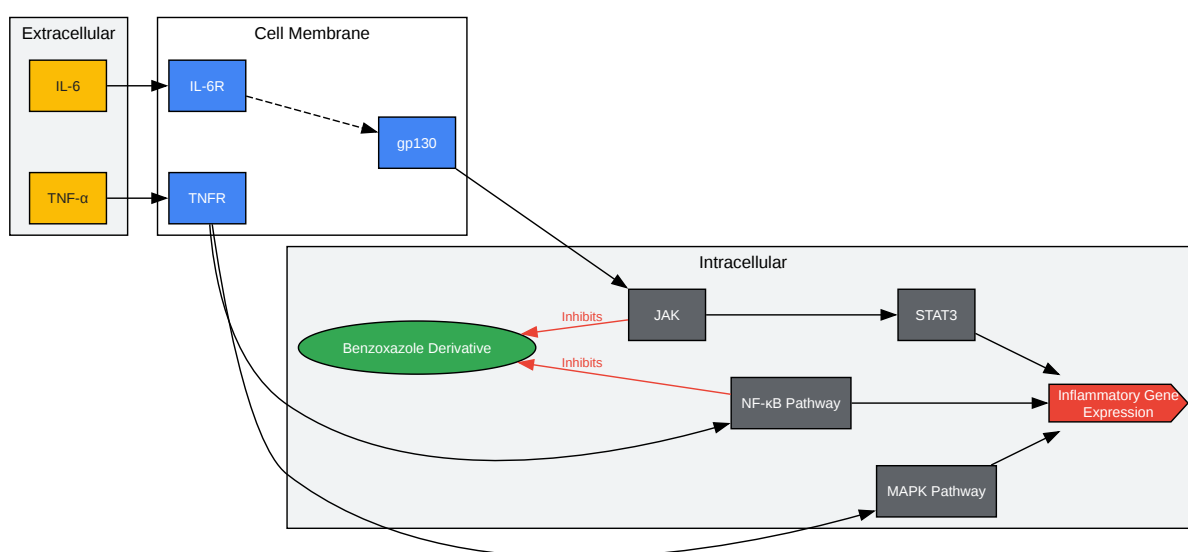 Extracellular
Cell Membrane
IL-6
IL-6R
gp130
TNF-α
TNFR
Intracellular
Inhibits
JAK
STAT3
Benzoxazole Derivative
Inhibits
NF-κB Pathway
Inflammatory Gene
Expression
MAPK Pathway